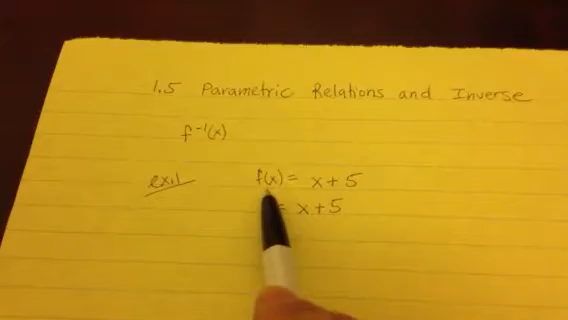 1.5 Parametric Relations and Inverse
f⁻¹(x)
ex.1 f(x) = x + 5
= x + 5